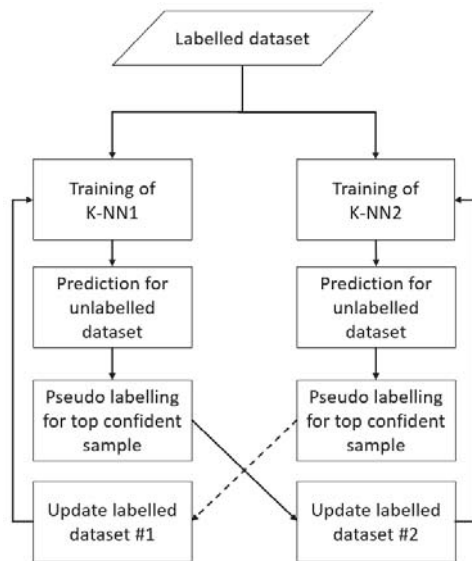 Labelled dataset
Training of
K-NN1
Training of
K-NN2
Prediction for
unlabelled
dataset
Prediction for
unlabelled
dataset
Pseudo labelling
for top confident
sample
Pseudo labelling
for top confident
sample
Update labelled
dataset #1
Update labelled
dataset #2